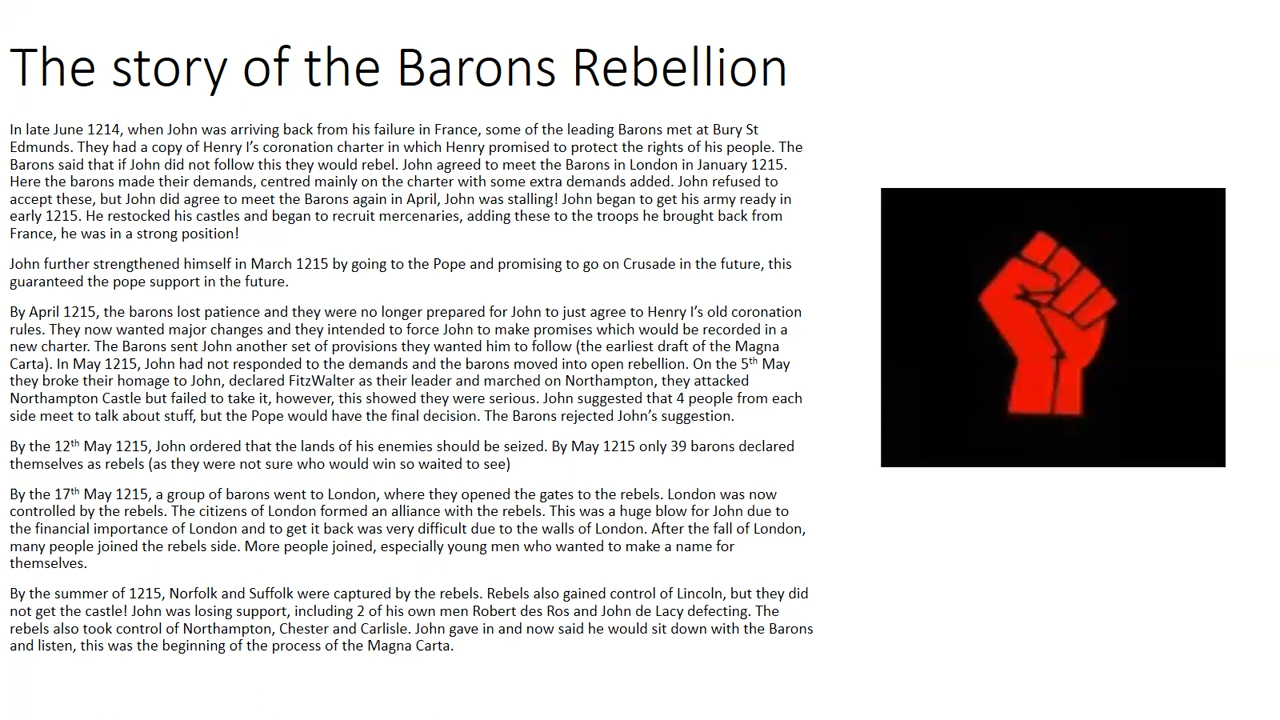 The story of the Barons Rebellion
In late June 1214, when John was arriving back from his failure in France, some of the leading Barons met at Bury St
Edmunds. They had a copy of Henry I's coronation charter in which Henry promised to protect the rights of his people. The
Barons said that if John did not follow this they would rebel. John agreed to meet the Barons in London in January 1215.
Here the barons made their demands, centred mainly on the charter with some extra demands added. John refused to
accept these, but John did agree to meet the Barons again in April, John was stalling! John began to get his army ready in
early 1215. He restocked his castles and began to recruit mercenaries, adding these to the troops he brought back from
France, he was in a strong position!
John further strengthened himself in March 1215 by going to the Pope and promising to go on Crusade in the future, this
guaranteed the pope support in the future.
By April 1215, the barons lost patience and they were no longer prepared for John to just agree to Henry I's old coronation
rules. They now wanted major changes and they intended to force John to make promises which would be recorded in a
new charter. The Barons sent John another set of provisions they wanted him to follow (the earliest draft of the Magna
Carta). In May 1215, John had not responded to the demands and the barons moved into open rebellion. On the 5th May
they broke their homage to John, declared FitzWalter as their leader and marched on Northampton, they attacked
Northampton Castle but failed to take it, however, this showed they were serious. John suggested that 4 people from each
side meet to talk about stuff, but the Pope would have the final decision. The Barons rejected John's suggestion.
By the 12th May 1215, John ordered that the lands of his enemies should be seized. By May 1215 only 39 barons declared
themselves as rebels (as they were not sure who would win so waited to see)
By the 17th May 1215, a group of barons went to London, where they opened the gates to the rebels. London was now
controlled by the rebels. The citizens of London formed an alliance with the rebels. This was a huge blow for John due to
the financial importance of London and to get it back was very difficult due to the walls of London. After the fall of London,
many people joined the rebels side. More people joined, especially young men who wanted to make a name for
themselves.
By the summer of 1215, Norfolk and Suffolk were captured by the rebels. Rebels also gained control of Lincoln, but they did
not get the castle! John was losing support, including 2 of his own men Robert des Ros and John de Lacy defecting. The
rebels also took control of Northampton, Chester and Carlisle. John gave in and now said he would sit down with the Barons
and listen, this was the beginning of the process of the Magna Carta.